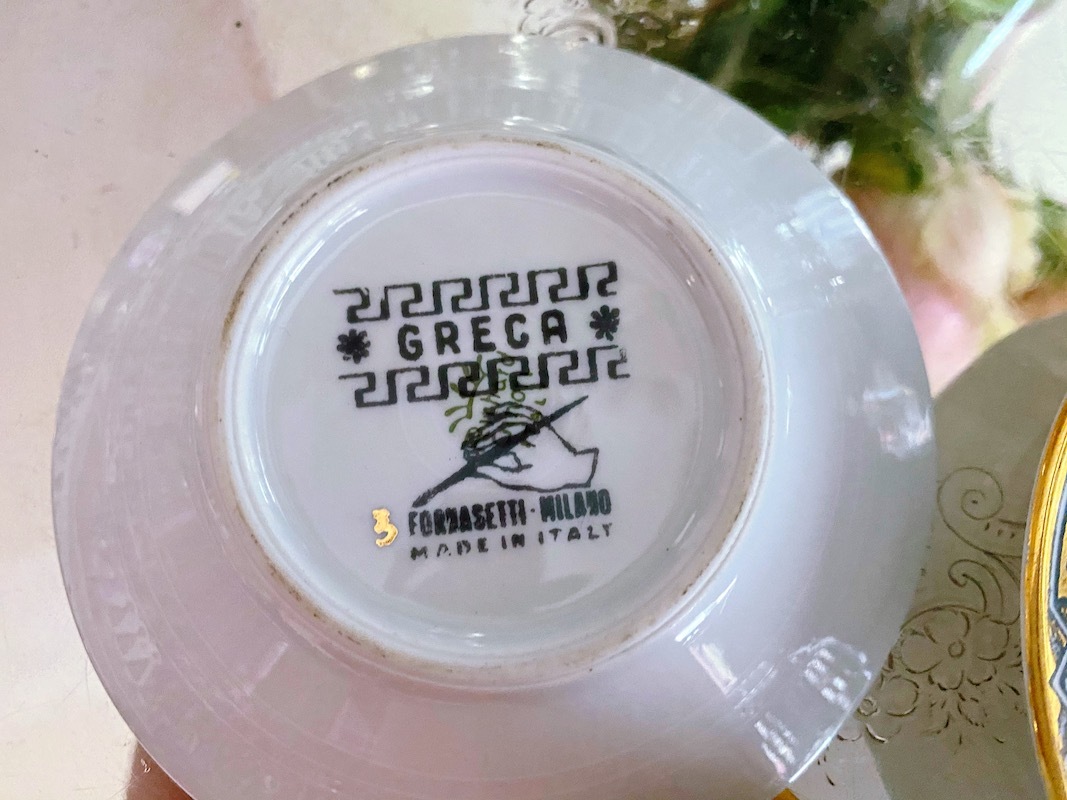 GRECA
3
FORNASETTI · MILANO
MADE IN ITALY